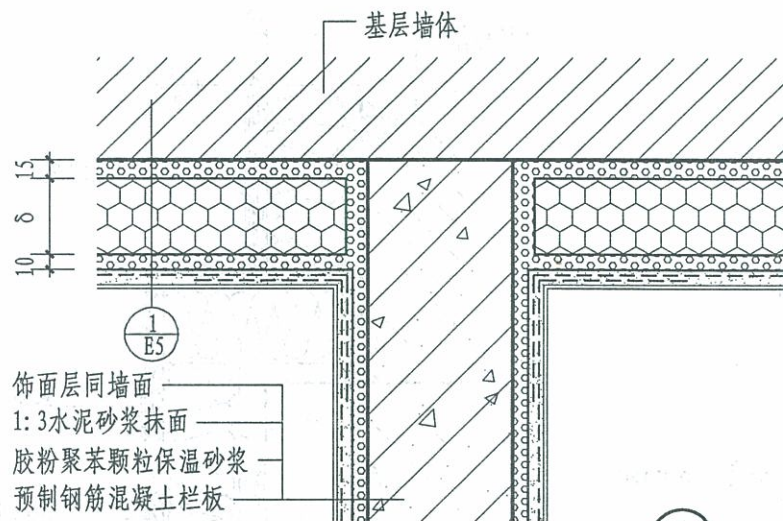 基层墙体
15
δ
10
1
E5
饰面层同墙面
1:3水泥砂浆抹面
胶粉聚苯颗粒保温砂浆
预制钢筋混凝土栏板